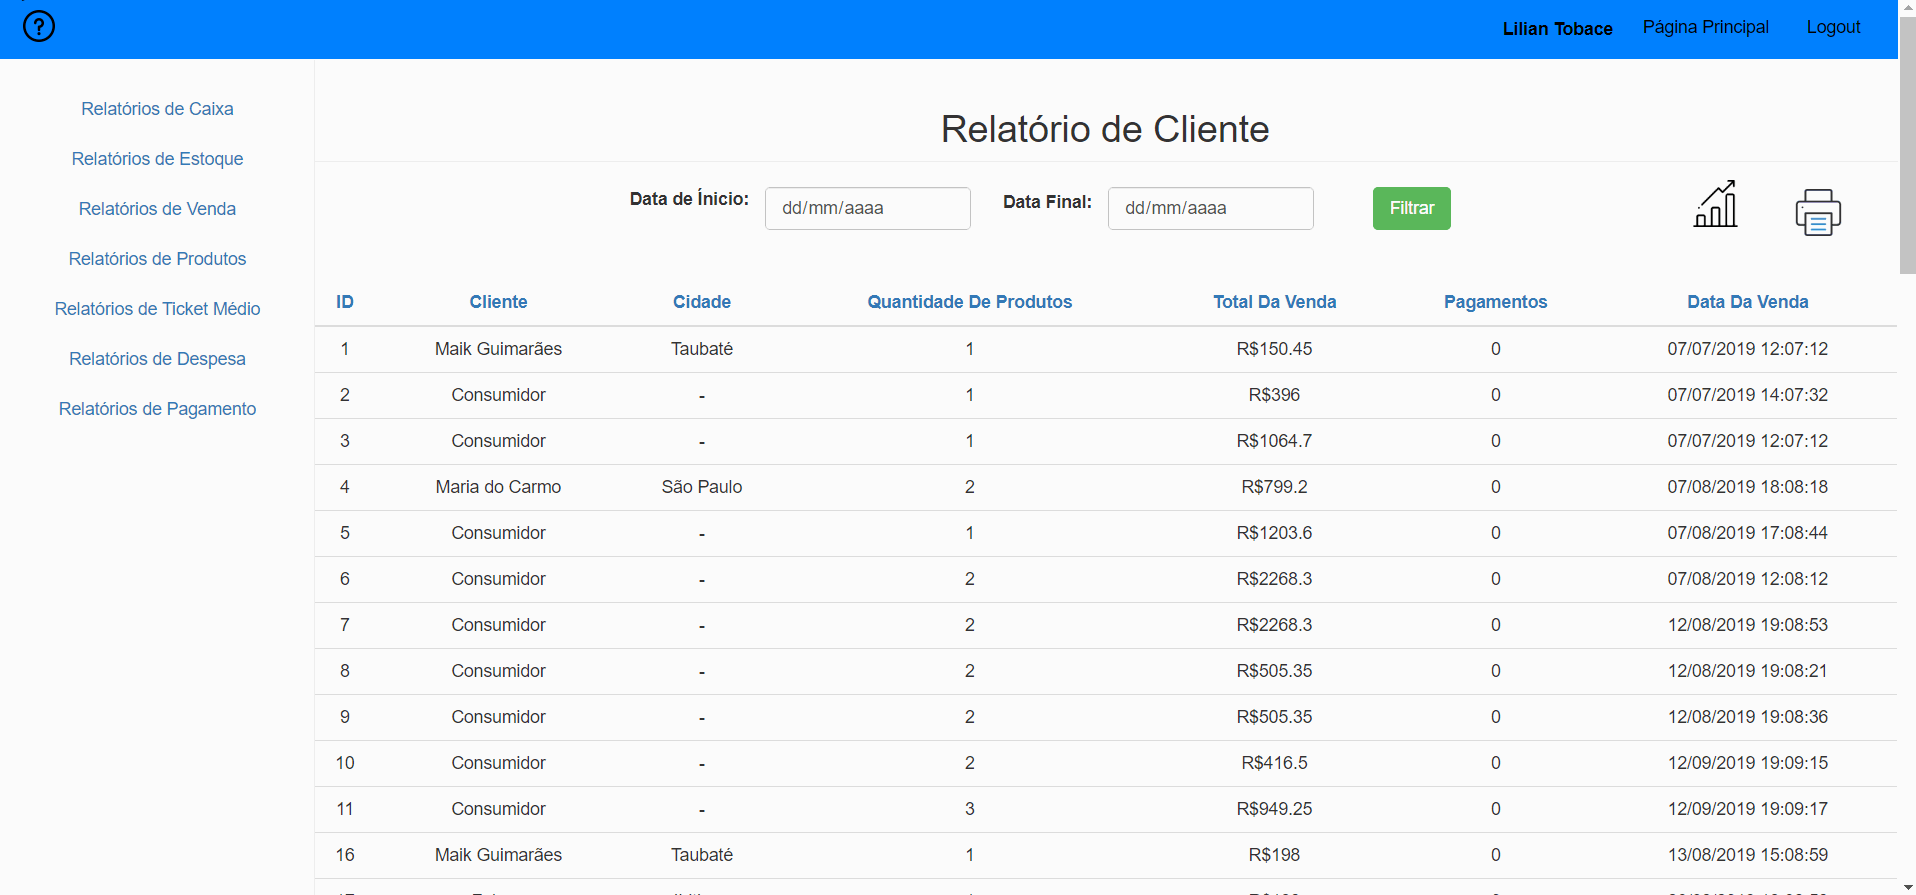 ?
Lilian Tobace Página Principal Logout
Relatórios de Caixa
Relatórios de Estoque
Relatórios de Venda
Relatórios de Produtos
Relatórios de Ticket Médio
Relatórios de Despesa
Relatórios de Pagamento
Relatório de Cliente
Data de Ínicio: dd/mm/aaaa Data Final: dd/mm/aaaa Filtrar
ID Cliente Cidade Quantidade De Produtos Total Da Venda Pagamentos Data Da Venda
1 Maik Guimarães Taubaté 1 R$150.45 0 07/07/2019 12:07:12
2 Consumidor - 1 R$396 0 07/07/2019 14:07:32
3 Consumidor - 1 R$1064.7 0 07/07/2019 12:07:12
4 Maria do Carmo São Paulo 2 R$799.2 0 07/08/2019 18:08:18
5 Consumidor - 1 R$1203.6 0 07/08/2019 17:08:44
6 Consumidor - 2 R$2268.3 0 07/08/2019 12:08:12
7 Consumidor - 2 R$2268.3 0 12/08/2019 19:08:53
8 Consumidor - 2 R$505.35 0 12/08/2019 19:08:21
9 Consumidor - 2 R$505.35 0 12/08/2019 19:08:36
10 Consumidor - 2 R$416.5 0 12/09/2019 19:09:15
11 Consumidor - 3 R$949.25 0 12/09/2019 19:09:17
16 Maik Guimarães Taubaté 1 R$198 0 13/08/2019 15:08:59